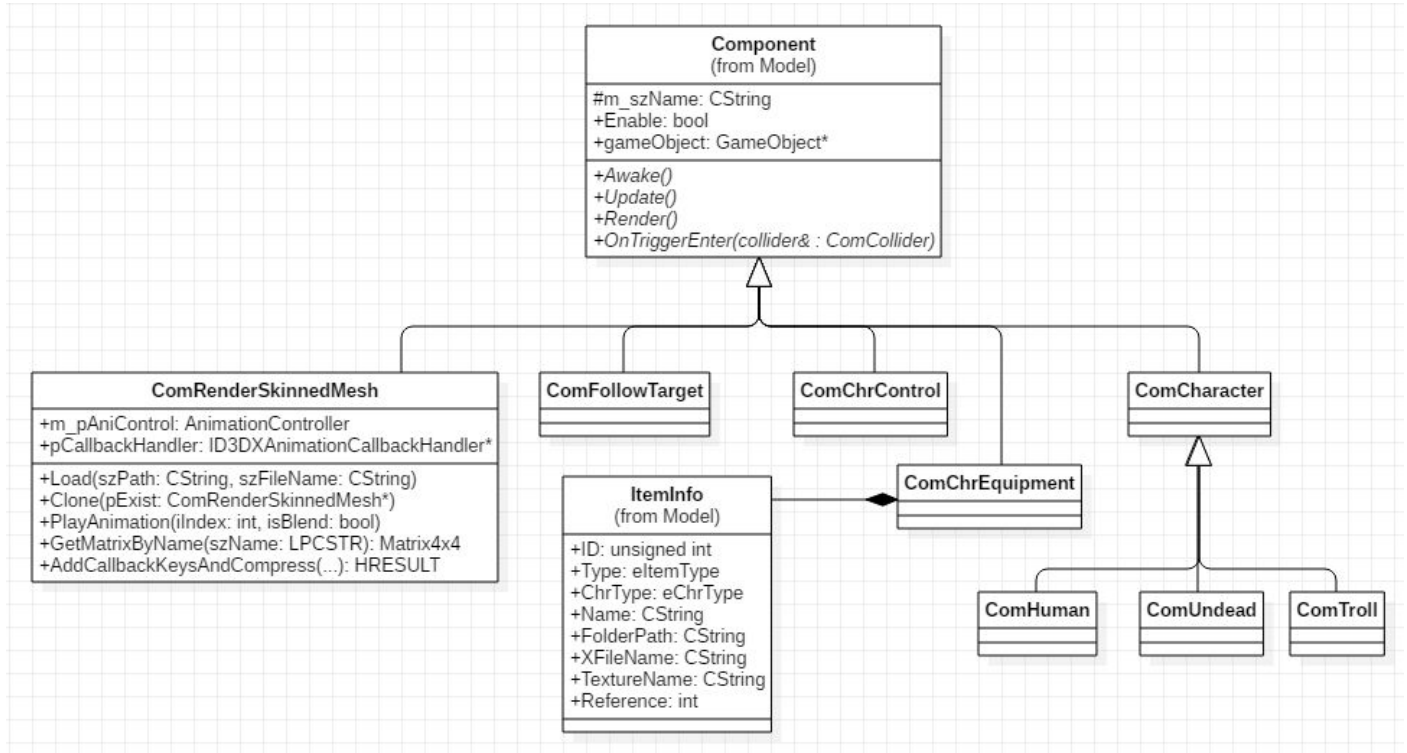 Component
(from Model)
#m_szName: CString
+Enable: bool
+gameObject: GameObject*
+Awake()
+Update()
+Render()
+OnTriggerEnter(collider& : ComCollider)
ComRenderSkinnedMesh
+m_pAniControl: AnimationController
+pCallbackHandler: ID3DXAnimationCallbackHandler*
+Load(szPath: CString, szFileName: CString)
+Clone(pExist: ComRenderSkinnedMesh*)
+PlayAnimation(iIndex: int, isBlend: bool)
+GetMatrixByName(szName: LPCSTR): Matrix4x4
+AddCallbackKeysAndCompress(...): HRESULT
ComFollowTarget
ComChrControl
ComCharacter
ComChrEquipment
ItemInfo
(from Model)
+ID: unsigned int
+Type: eItemType
+ChrType: eChrType
+Name: CString
+FolderPath: CString
+XFileName: CString
+TextureName: CString
+Reference: int
ComHuman
ComUndead
ComTroll